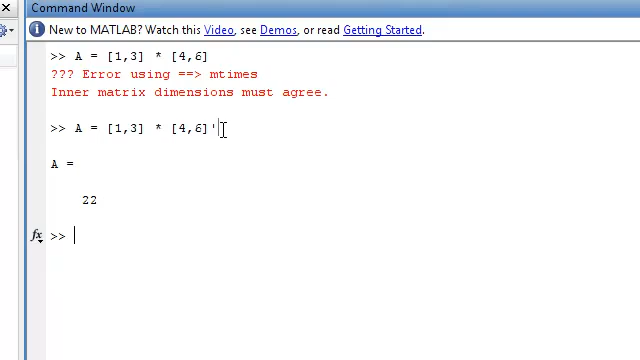 Command Window
New to MATLAB? Watch this Video, see Demos, or read Getting Started.
>> A = [1,3] * [4,6]
??? Error using ==> mtimes
Inner matrix dimensions must agree.
>> A = [1,3] * [4,6]'
A =
22
fx >>